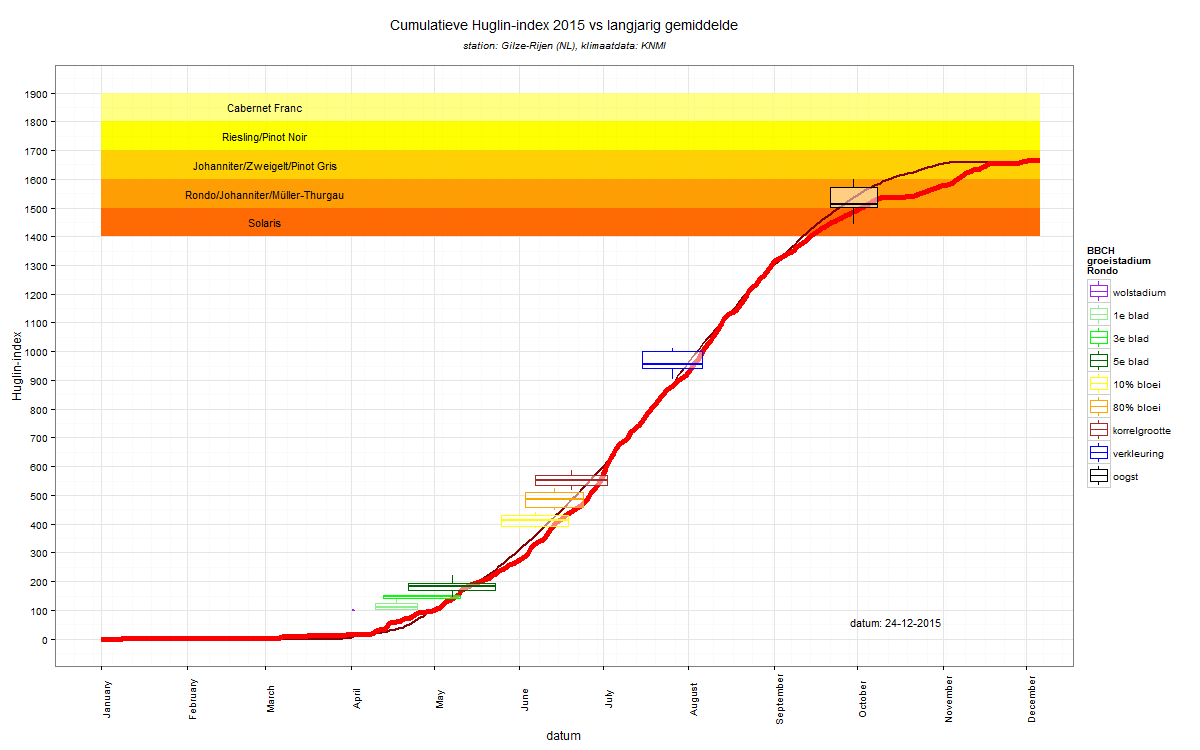 Cumulatieve Huglin-index 2015 vs langjarig gemiddelde
station: Gilze-Rijen (NL), klimaatdata: KNMI
1900
1800
1700
1600
1500
1400
1300
1200
1100
1000
900
800
700
600
500
400
300
200
100
0
Huglin-index
Cabernet Franc
Riesling/Pinot Noir
Johanniter/Zweigelt/Pinot Gris
Rondo/Johanniter/Müller-Thurgau
Solaris
datum: 24-12-2015
January
February
March
April
May
June
July
August
September
October
November
December
datum
BBCH
groeistadium
Rondo
wolstadium
1e blad
3e blad
5e blad
10% bloei
80% bloei
korrelgrootte
verkleuring
oogst